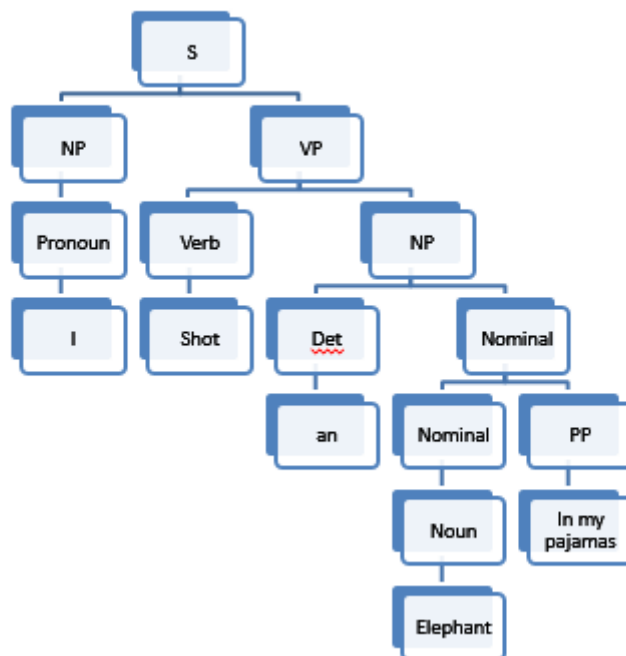 S
NP VP
Pronoun Verb NP
I Shot Det Nominal
an Nominal PP
Noun In my
pajamas
Elephant